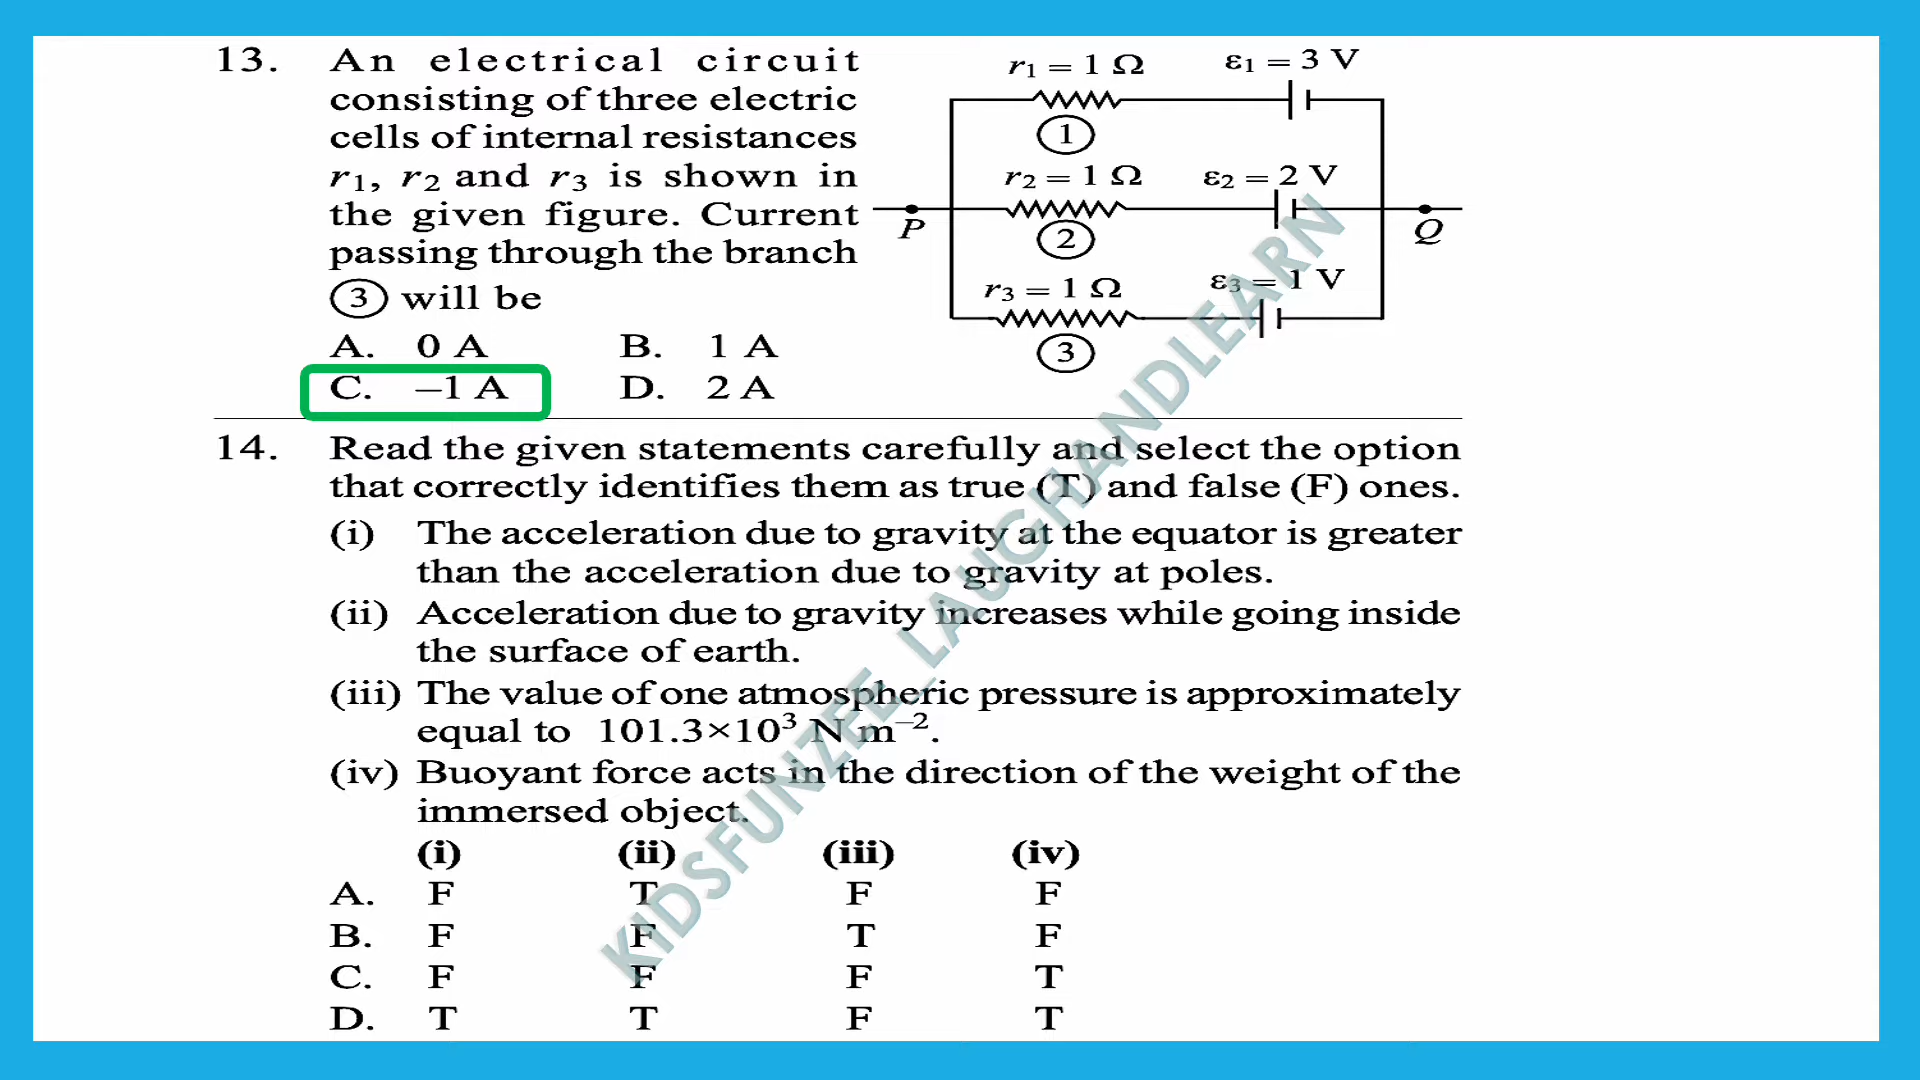 13. An electrical circuit
consisting of three electric
cells of internal resistances
r1, r2 and r3 is shown in
the given figure. Current
passing through the branch
③ will be
A. 0 A B. 1 A
C. –1 A D. 2 A
r1 = 1 Ω ε1 = 3 V
①
r2 = 1 Ω ε2 = 2 V
P ② Q
r3 = 1 Ω ε3 = 1 V
③
14. Read the given statements carefully and select the option
that correctly identifies them as true (T) and false (F) ones.
(i) The acceleration due to gravity at the equator is greater
than the acceleration due to gravity at poles.
(ii) Acceleration due to gravity increases while going inside
the surface of earth.
(iii) The value of one atmospheric pressure is approximately
equal to 101.3×10³ N m⁻².
(iv) Buoyant force acts in the direction of the weight of the
immersed object.
(i) (ii) (iii) (iv)
A. F T F F
B. F F T F
C. F F F T
D. T T F T
KIDSFUNZEE_LAUGHANDLEARN